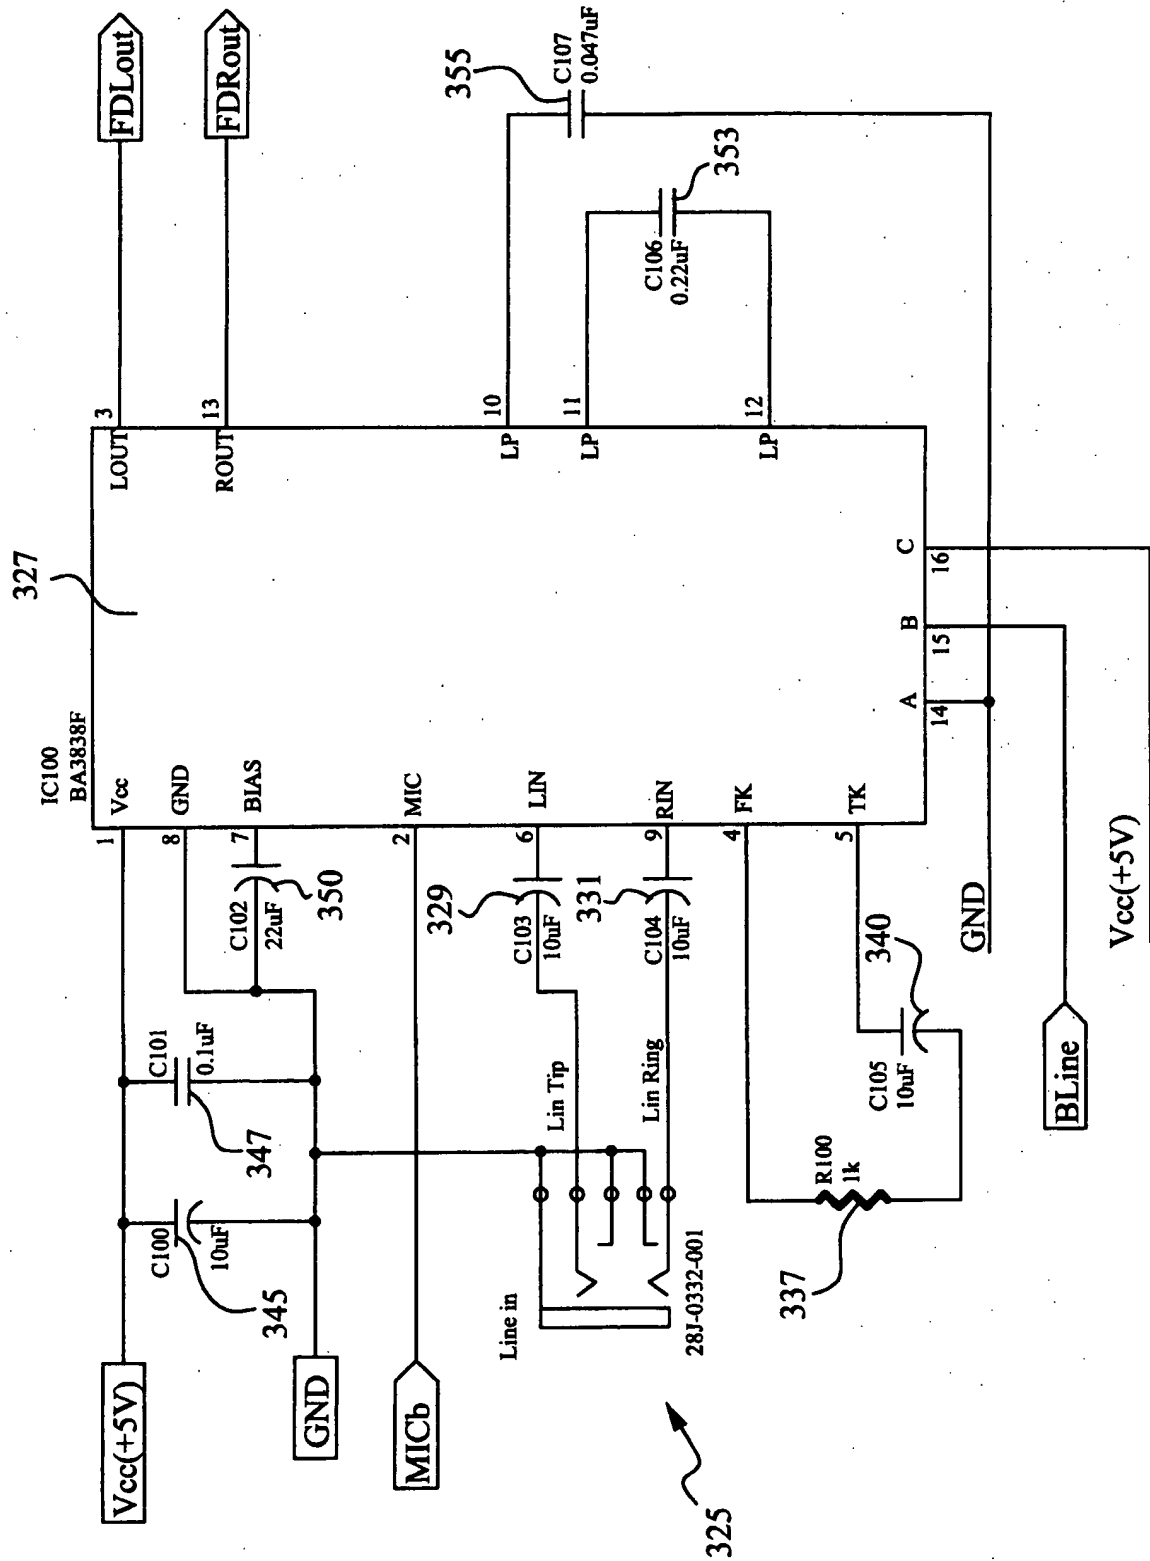 Vcc(+5V)
GND
MICb
325
345
C100
10uF
347
C101
0.1uF
C102
22uF
350
Line in
Lin Tip
Lin Ring
28J-0332-001
329
C103
10uF
331
C104
10uF
337
R100
1k
C105
10uF
340
BLine
GND
Vcc(+5V)
IC100
BA3838F
327
1
Vcc
8
GND
7
BIAS
2
MIC
6
LIN
9
RIN
4
FK
5
TK
14
A
15
B
16
C
LOUT
3
ROUT
13
LP
10
LP
11
LP
12
FDLout
FDRout
355
C107
0.047uF
353
C106
0.22uF